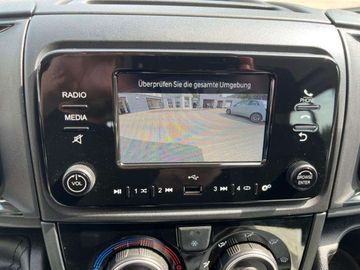 Überprüfen Sie die gesamte Umgebung
RADIO
MEDIA
PHONE
VOL
BROWSE
ENTER
1
2
3
4